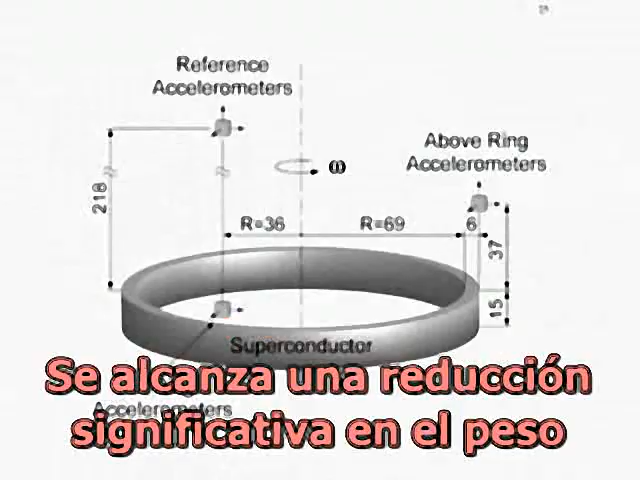 Reference
Accelerometers
Above Ring
Accelerometers
ω
218
R=36
R=69
6
37
15
Superconductor
Se alcanza una reducción
Accelerometers
significativa en el peso